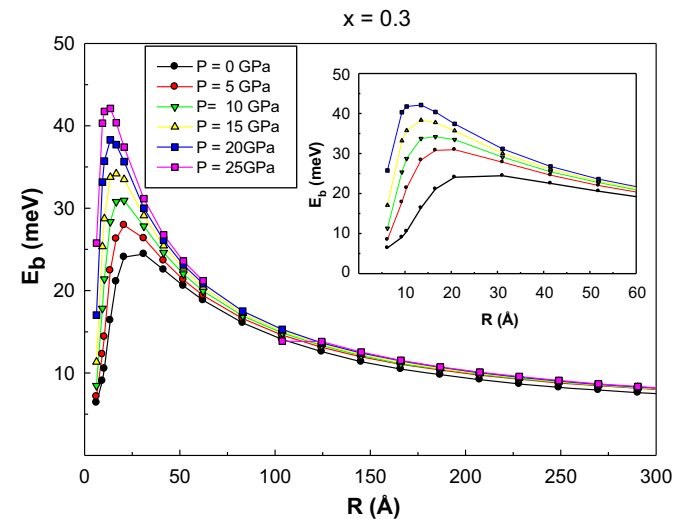 x = 0.3
50
40
30
20
10
E_b (meV)
P = 0 GPa
P = 5 GPa
P= 10 GPa
P = 15 GPa
P = 20GPa
P = 25GPa
50
40
30
20
10
0
E_b (meV)
10 20 30 40 50 60
R (Å)
0 50 100 150 200 250 300
R (Å)